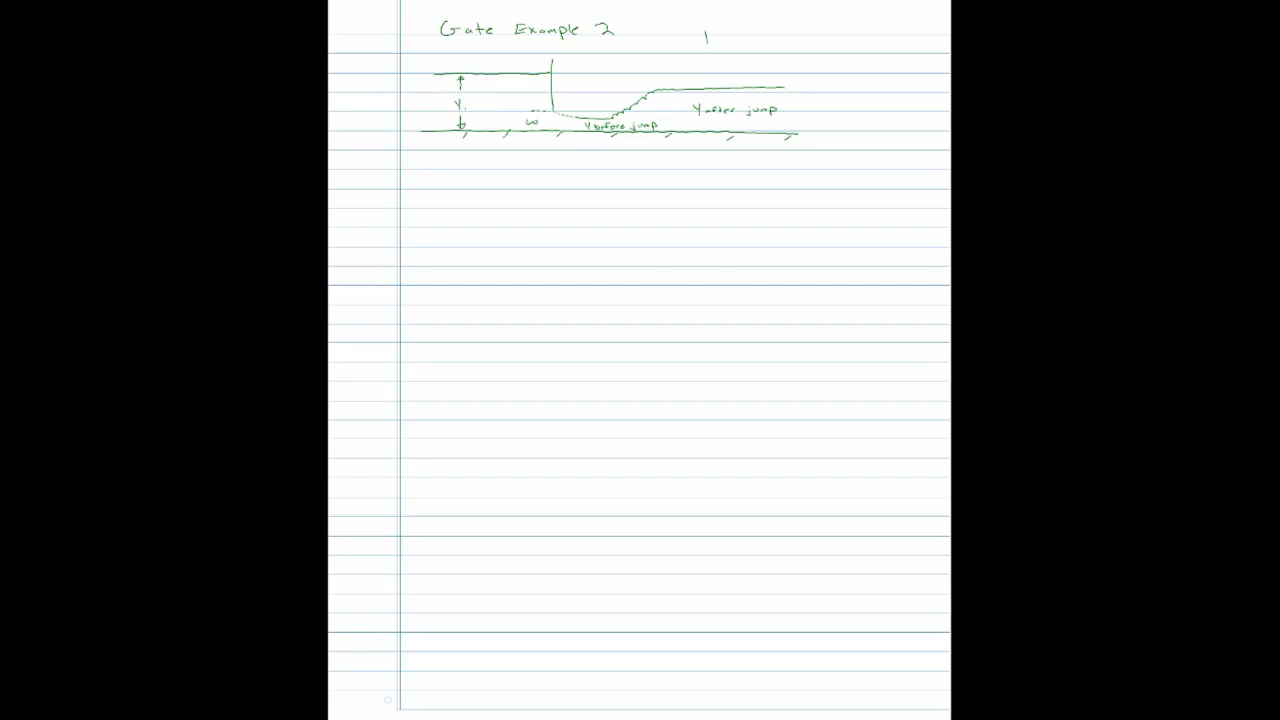 Gate Example 2
Y₁
w
Y before jump
Y after jump